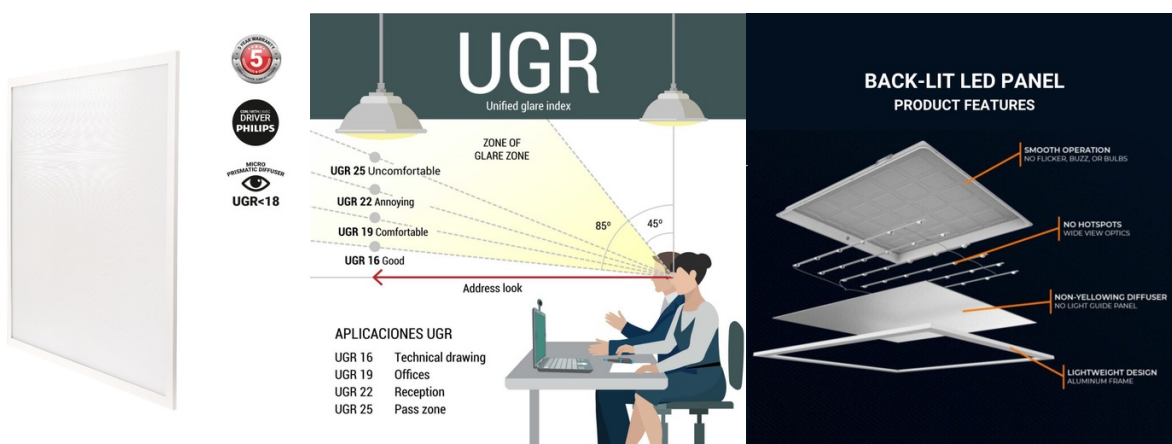 5 YEAR WARRANTY
5
DRIVER
PHILIPS
MICRO
PRISMATIC DIFFUSER
UGR<18
UGR
Unified glare index
ZONE OF
GLARE ZONE
UGR 25 Uncomfortable
UGR 22 Annoying
UGR 19 Comfortable
UGR 16 Good
85º
45º
Address look
APLICACIONES UGR
UGR 16 Technical drawing
UGR 19 Offices
UGR 22 Reception
UGR 25 Pass zone
BACK-LIT LED PANEL
PRODUCT FEATURES
SMOOTH OPERATION
NO FLICKER, BUZZ, OR BULBS
NO HOTSPOTS
WIDE VIEW OPTICS
NON-YELLOWING DIFFUSER
NO LIGHT GUIDE PANEL
LIGHTWEIGHT DESIGN
ALUMINUM FRAME